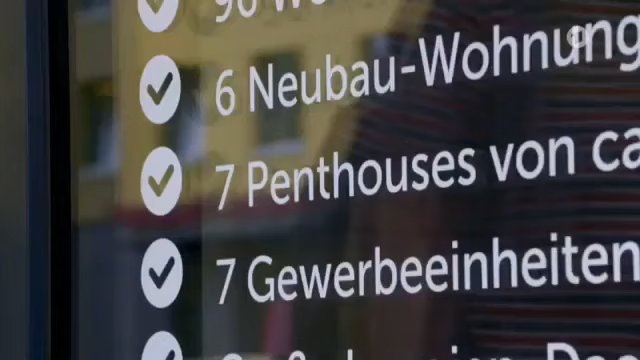 6 Neubau-Wohnung
7 Penthouses von ca
7 Gewerbeeinheiten